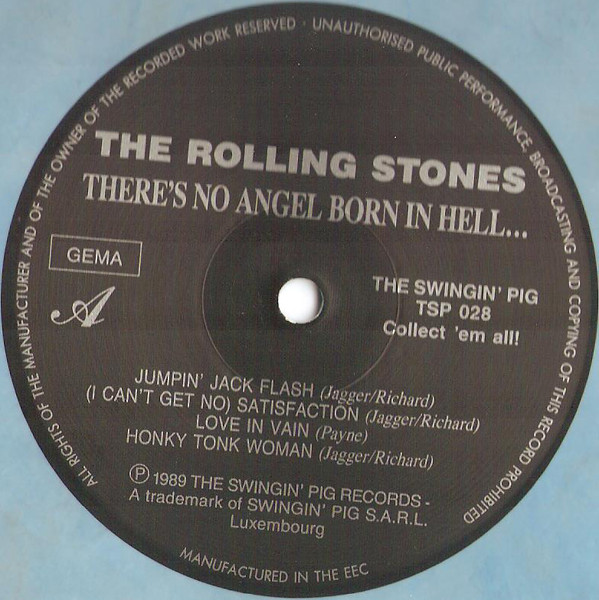 ALL RIGHTS OF THE MANUFACTURER AND OF THE OWNER OF THE RECORDED WORK RESERVED · UNAUTHORISED PUBLIC PERFORMANCE, BROADCASTING AND COPYING OF THIS RECORD PROHIBITED
THE ROLLING STONES
THERE'S NO ANGEL BORN IN HELL...
GEMA
A
THE SWINGIN' PIG
TSP 028
Collect 'em all!
JUMPIN' JACK FLASH (Jagger/Richard)
(I CAN'T GET NO) SATISFACTION (Jagger/Richard)
LOVE IN VAIN (Payne)
HONKY TONK WOMAN (Jagger/Richard)
℗ 1989 THE SWINGIN' PIG RECORDS -
A trademark of SWINGIN' PIG S.A.R.L.
Luxembourg
MANUFACTURED IN THE EEC